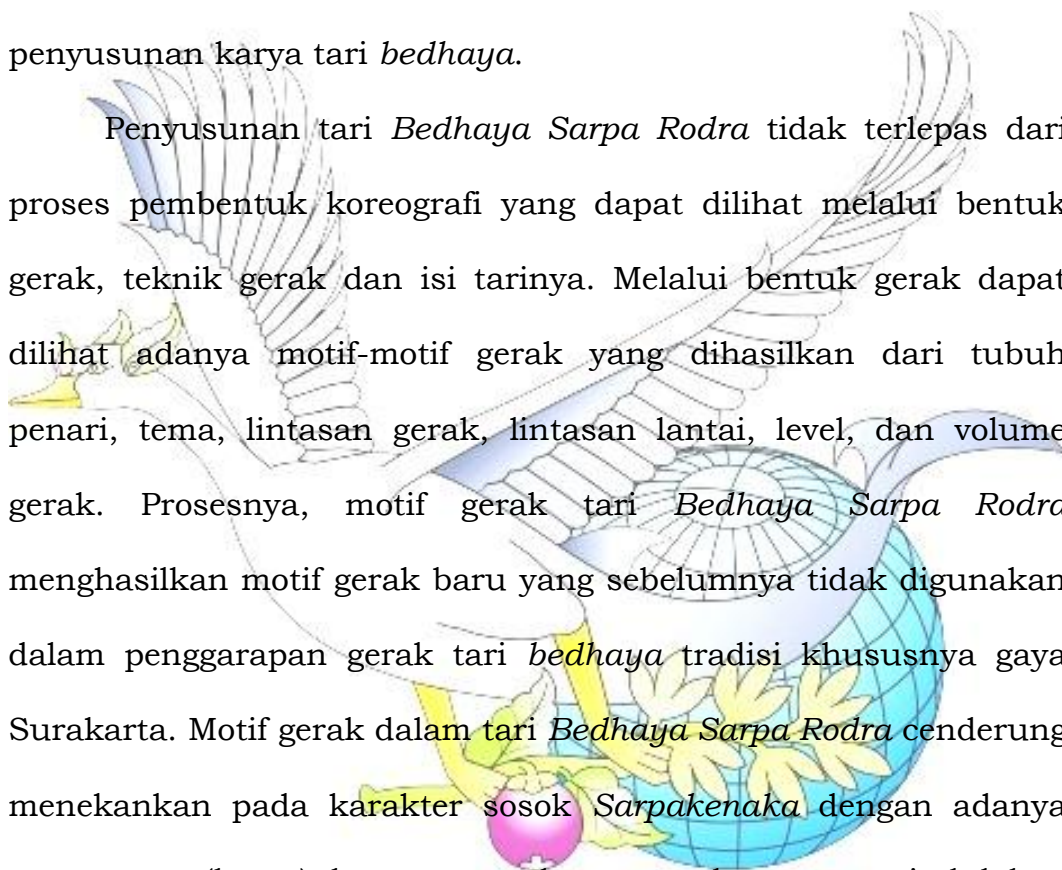 penyusunan karya tari bedhaya.
Penyusunan tari Bedhaya Sarpa Rodra tidak terlepas dari
proses pembentuk koreografi yang dapat dilihat melalui bentuk
gerak, teknik gerak dan isi tarinya. Melalui bentuk gerak dapat
dilihat adanya motif-motif gerak yang dihasilkan dari tubuh
penari, tema, lintasan gerak, lintasan lantai, level, dan volume
gerak. Prosesnya, motif gerak tari Bedhaya Sarpa Rodra
menghasilkan motif gerak baru yang sebelumnya tidak digunakan
dalam penggarapan gerak tari bedhaya tradisi khususnya gaya
Surakarta. Motif gerak dalam tari Bedhaya Sarpa Rodra cenderung
menekankan pada karakter sosok Sarpakenaka dengan adanya